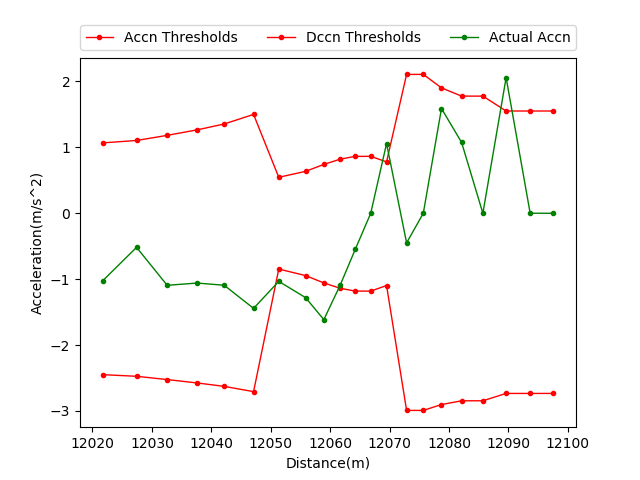 Accn Thresholds Dccn Thresholds Actual Accn
2
1
0
−1
−2
−3
Acceleration(m/s^2)
12020 12030 12040 12050 12060 12070 12080 12090 12100
Distance(m)